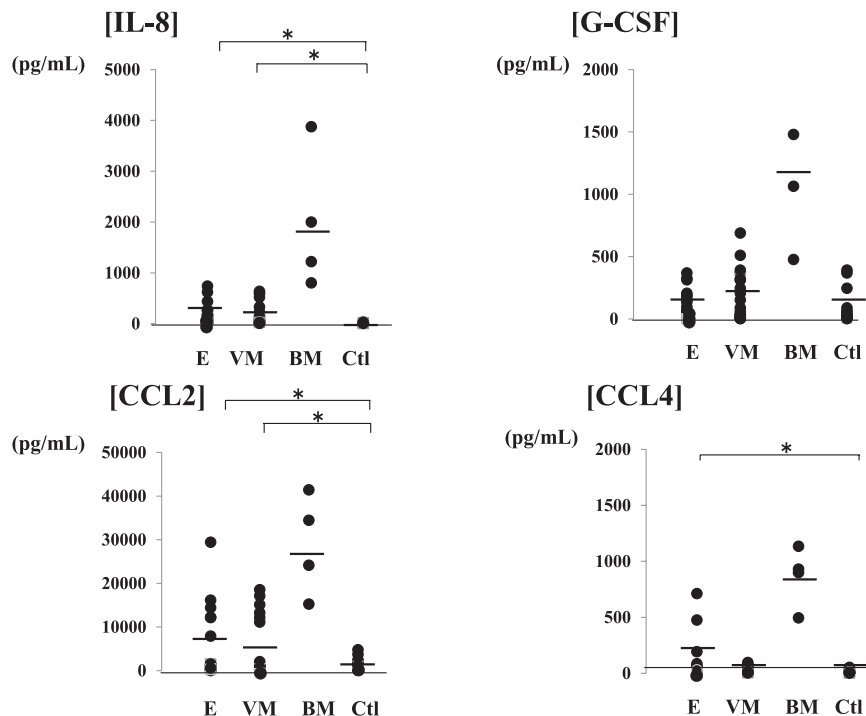 [IL-8]
(pg/mL)
*
*
5000
4000
3000
2000
1000
0
E VM BM Ctl
[G-CSF]
(pg/mL)
2000
1500
1000
500
0
E VM BM Ctl
[CCL2]
(pg/mL)
*
*
50000
40000
30000
20000
10000
0
E VM BM Ctl
[CCL4]
(pg/mL)
*
2000
1500
1000
500
0
E VM BM Ctl